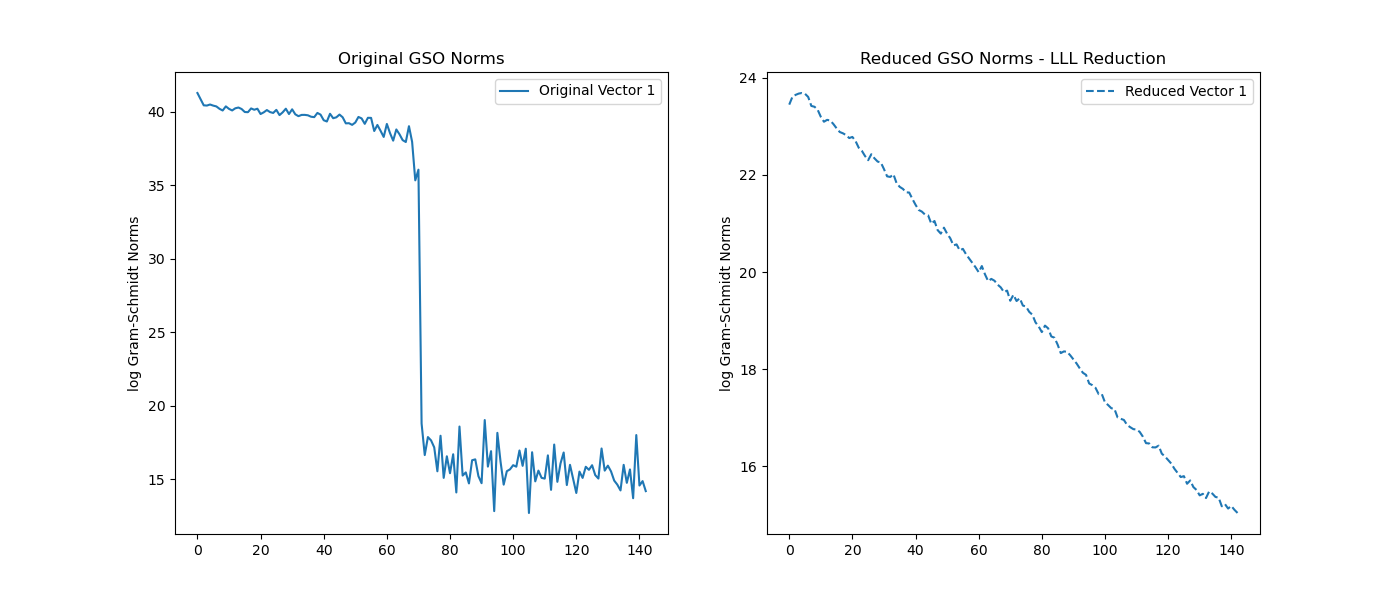 Original GSO Norms
Original Vector 1
log Gram-Schmidt Norms
40
35
30
25
20
15
0 20 40 60 80 100 120 140
Reduced GSO Norms - LLL Reduction
Reduced Vector 1
log Gram-Schmidt Norms
24
22
20
18
16
0 20 40 60 80 100 120 140